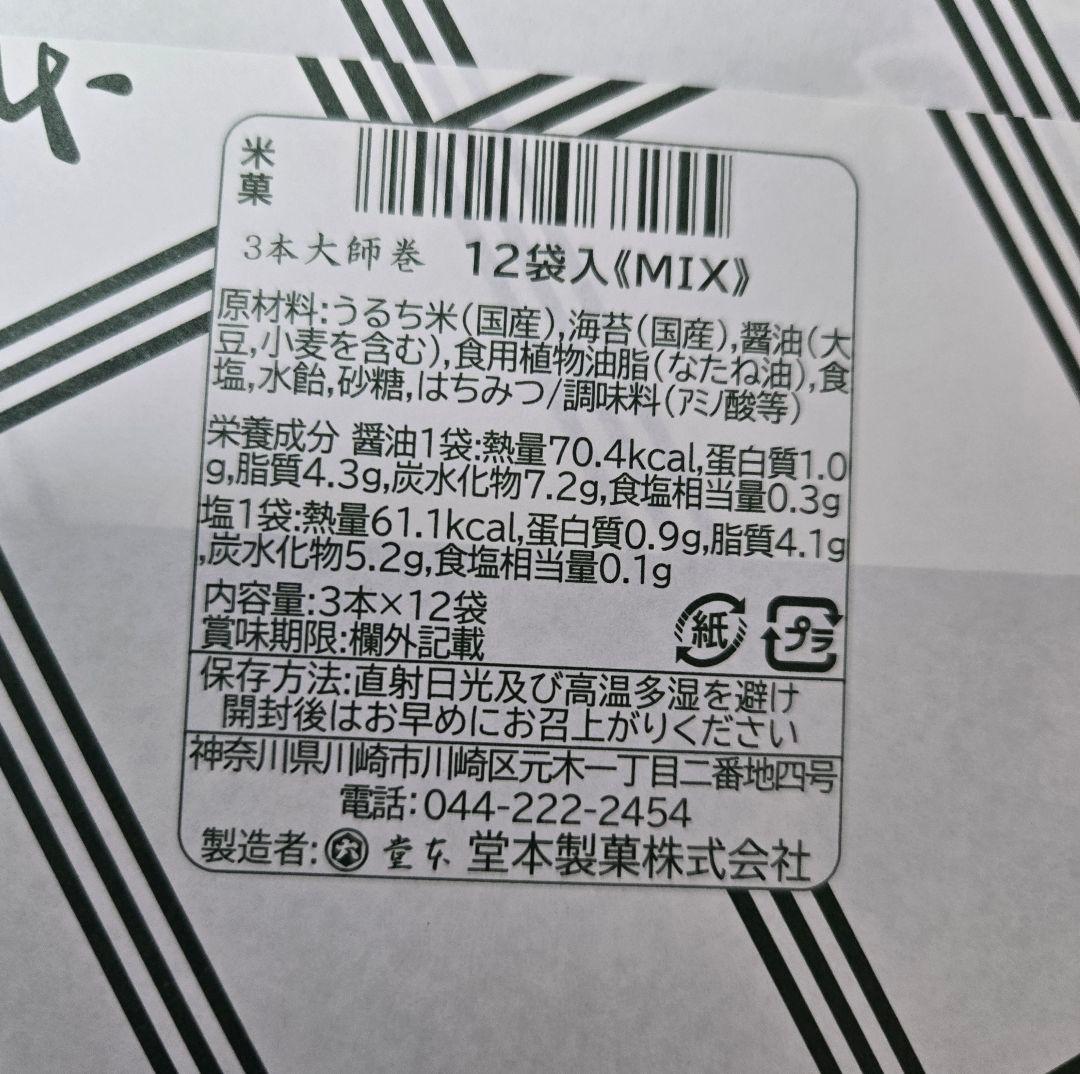 米菓
3本大師巻 12袋入《MIX》
原材料:うるち米(国産),海苔(国産),醤油(大
豆,小麦を含む),食用植物油脂(なたね油),食
塩,水飴,砂糖,はちみつ/調味料(アミノ酸等)
栄養成分 醤油1袋:熱量70.4kcal,蛋白質1.0
g,脂質4.3g,炭水化物7.2g,食塩相当量0.3g
塩1袋:熱量61.1kcal,蛋白質0.9g,脂質4.1g
,炭水化物5.2g,食塩相当量0.1g
内容量:3本×12袋
賞味期限:欄外記載
紙 プラ
保存方法:直射日光及び高温多湿を避け
開封後はお早めにお召上がりください
神奈川県川崎市川崎区元木一丁目二番地四号
電話:044-222-2454
製造者: 堂本 堂本製菓株式会社